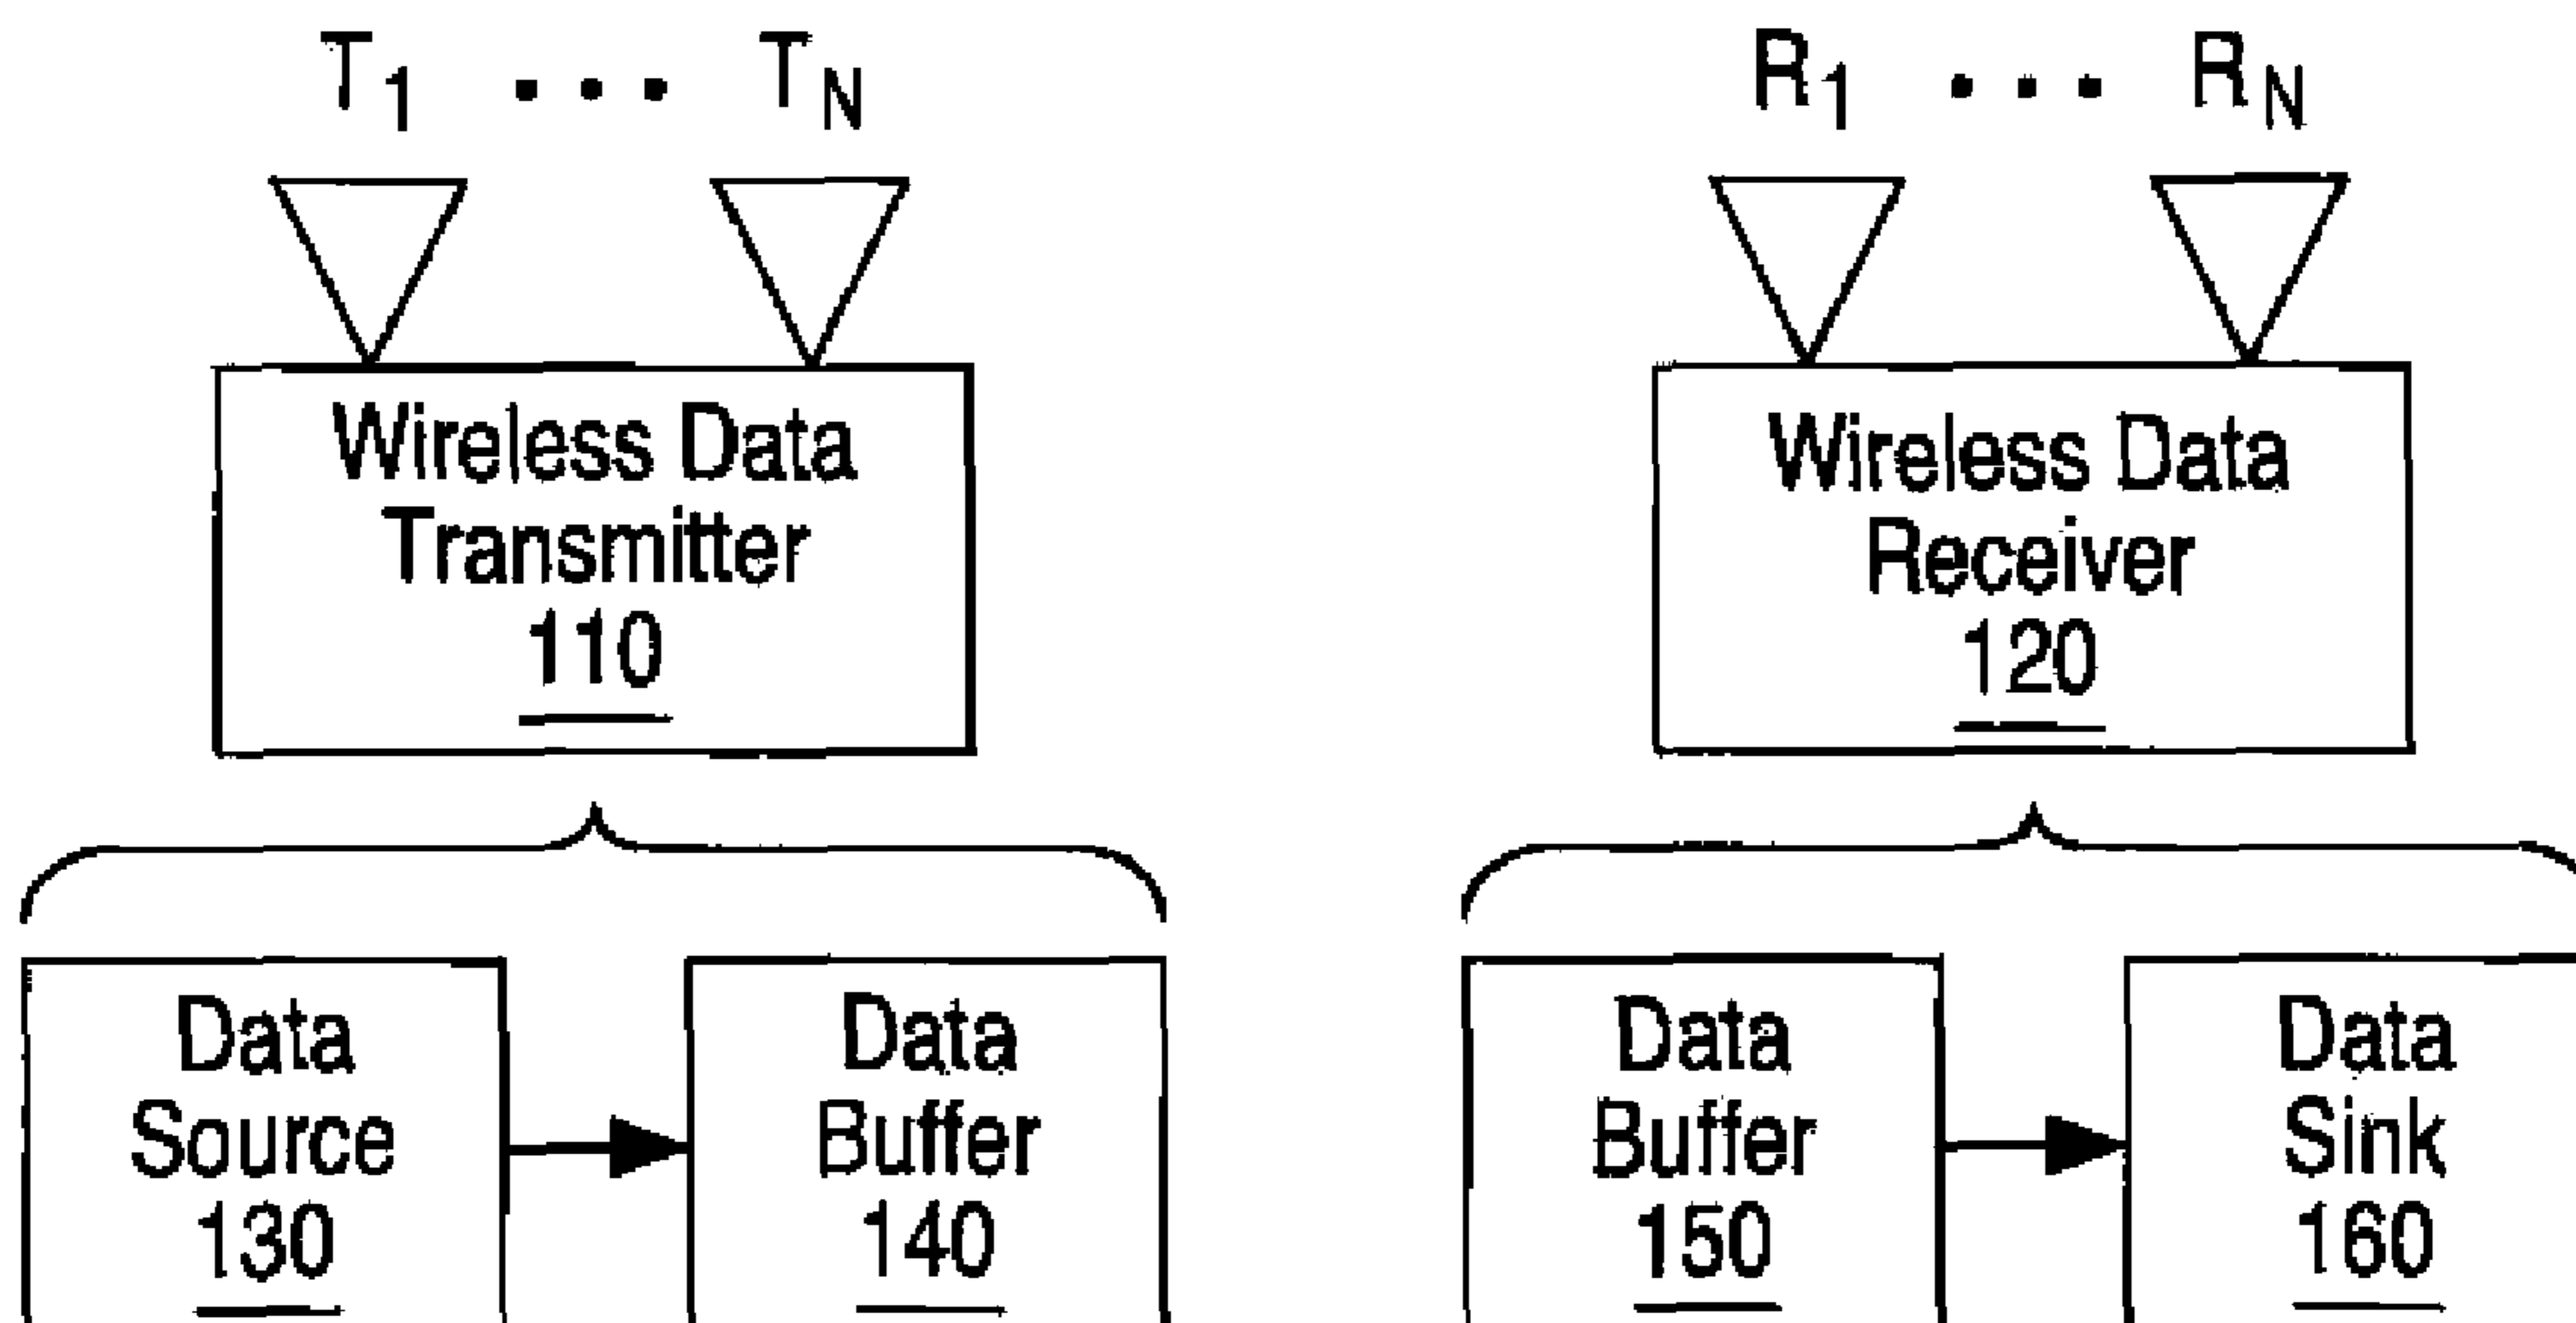 T1 ... TN
R1 ... RN
Wireless Data
Transmitter
110
Wireless Data
Receiver
120
Data
Source
130
Data
Buffer
140
Data
Buffer
150
Data
Sink
160